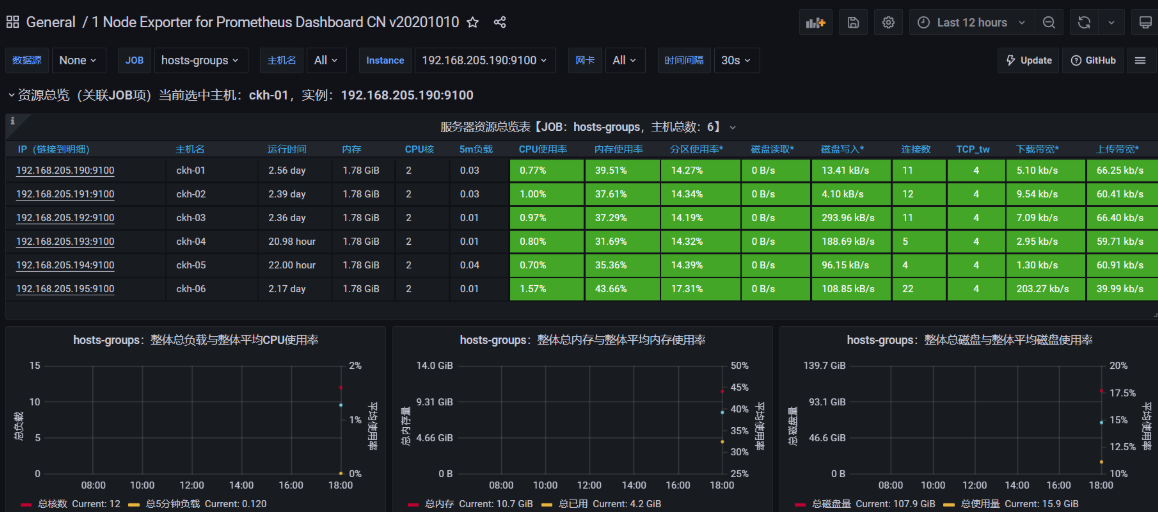 General / 1 Node Exporter for Prometheus Dashboard CN v20201010
Last 12 hours
数据源 None JOB hosts-groups 主机名 All Instance 192.168.205.190:9100 网卡 All 时间间隔 30s Update GitHub
资源总览（关联JOB项）当前选中主机：ckh-01，实例：192.168.205.190:9100
i
服务器资源总览表【JOB：hosts-groups，主机总数：6】
IP（链接到明细） 主机名 运行时间 内存 CPU核 5m负载 CPU使用率 内存使用率 分区使用率* 磁盘读取* 磁盘写入* 连接数 TCP_tw 下载带宽* 上传带宽*
192.168.205.190:9100 ckh-01 2.56 day 1.78 GiB 2 0.03 0.77% 39.51% 14.27% 0 B/s 13.41 kB/s 11 4 5.10 kb/s 66.25 kb/s
192.168.205.191:9100 ckh-02 2.39 day 1.78 GiB 2 0.03 1.00% 37.61% 14.34% 0 B/s 4.10 kB/s 12 4 9.54 kb/s 60.41 kb/s
192.168.205.192:9100 ckh-03 2.36 day 1.78 GiB 2 0.01 0.97% 37.29% 14.19% 0 B/s 293.96 kB/s 11 4 7.09 kb/s 66.40 kb/s
192.168.205.193:9100 ckh-04 20.98 hour 1.78 GiB 2 0.01 0.80% 31.69% 14.32% 0 B/s 188.69 kB/s 5 4 2.95 kb/s 59.71 kb/s
192.168.205.194:9100 ckh-05 22.00 hour 1.78 GiB 2 0.04 0.70% 35.36% 14.39% 0 B/s 96.15 kB/s 4 4 1.30 kb/s 60.91 kb/s
192.168.205.195:9100 ckh-06 2.17 day 1.78 GiB 2 0.01 1.57% 43.66% 17.31% 0 B/s 108.85 kB/s 22 4 203.27 kb/s 39.99 kb/s
hosts-groups：整体总负载与整体平均CPU使用率
15
10
5
0
总负载
2%
1%
0%
平均使用率
08:00 10:00 12:00 14:00 16:00 18:00
总核数 Current: 12 总5分钟负载 Current: 0.120
hosts-groups：整体总内存与整体平均内存使用率
14.0 GiB
9.31 GiB
4.66 GiB
0 B
总内存量
50%
45%
40%
35%
30%
25%
平均使用率
08:00 10:00 12:00 14:00 16:00 18:00
总内存 Current: 10.7 GiB 总已用 Current: 4.2 GiB
hosts-groups：整体总磁盘与整体平均磁盘使用率
139.7 GiB
93.1 GiB
46.6 GiB
0 B
总磁盘量
20%
17.5%
15%
12.5%
10%
平均使用率
08:00 10:00 12:00 14:00 16:00 18:00
总磁盘量 Current: 107.9 GiB 总使用量 Current: 15.9 GiB